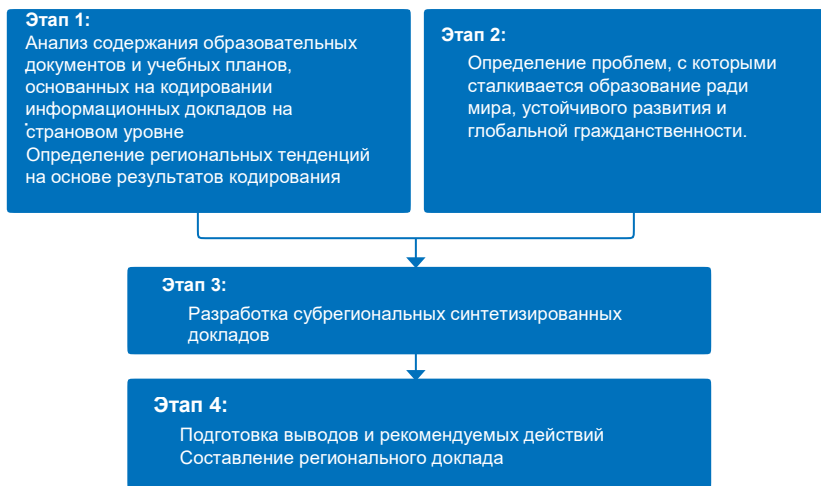 Этап 1:
Анализ содержания образовательных
документов и учебных планов,
основанных на кодировании
информационных докладов на
страновом уровне
Определение региональных тенденций
на основе результатов кодирования
Этап 2:
Определение проблем, с которыми
сталкивается образование ради
мира, устойчивого развития и
глобальной гражданственности.
Этап 3:
Разработка субрегиональных синтетизированных
докладов
Этап 4:
Подготовка выводов и рекомендуемых действий
Составление регионального доклада